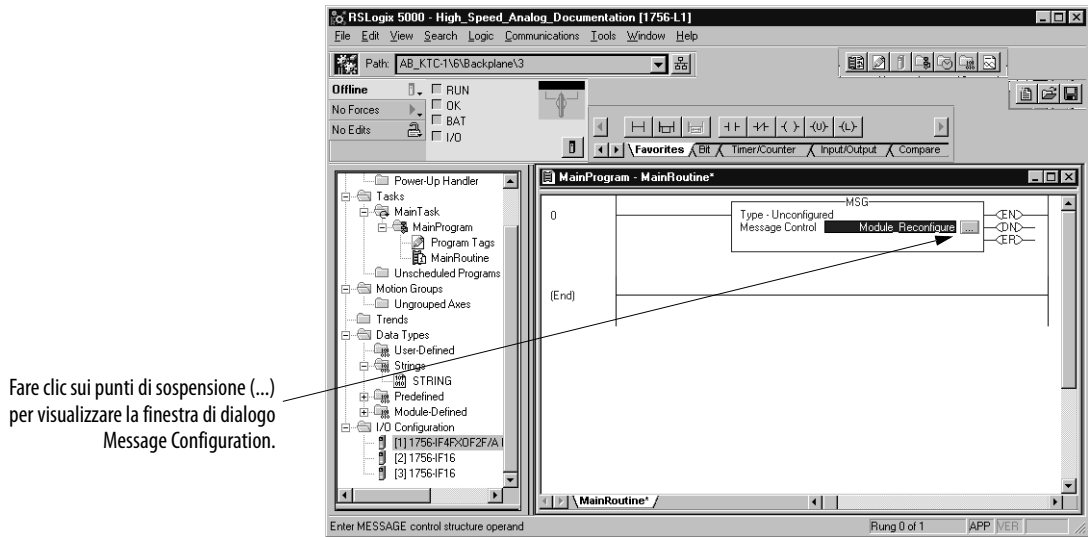 RSLogix 5000 - High_Speed_Analog_Documentation [1756-L1]
File Edit View Search Logic Communications Tools Window Help
Path: AB_KTC-1\6\Backplane\3
Offline
RUN
No Forces
OK
BAT
No Edits
I/O
Favorites Bit Timer/Counter Input/Output Compare
Power-Up Handler
Tasks
MainTask
MainProgram
Program Tags
MainRoutine
Unscheduled Programs
Motion Groups
Ungrouped Axes
Trends
Data Types
User-Defined
Strings
STRING
Predefined
Module-Defined
I/O Configuration
[1] 1756-IF4FXOF2F/A
[2] 1756-IF16
[3] 1756-IF16
MainProgram - MainRoutine*
0
MSG
Type - Unconfigured
Message Control Module_Reconfigure ...
EN
DN
ER
(End)
MainRoutine*
Fare clic sui punti di sospensione (...)
per visualizzare la finestra di dialogo
Message Configuration.
Enter MESSAGE control structure operand
Rung 0 of 1 APP VER